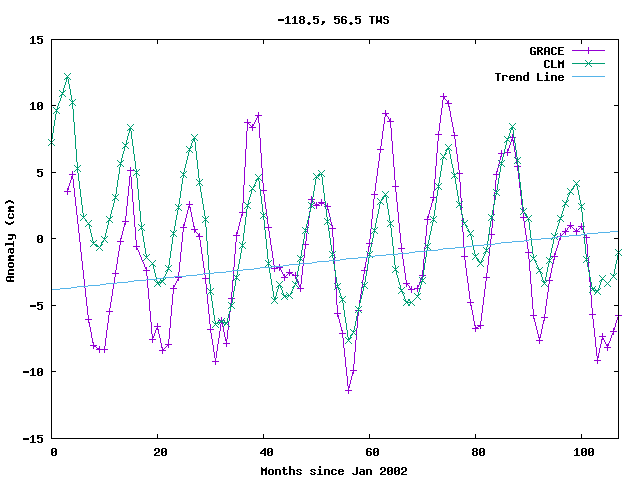 -118.5, 56.5 TWS
GRACE
CLM
Trend Line
15
10
5
0
-5
-10
-15
Anomaly (cm)
0 20 40 60 80 100
Months since Jan 2002